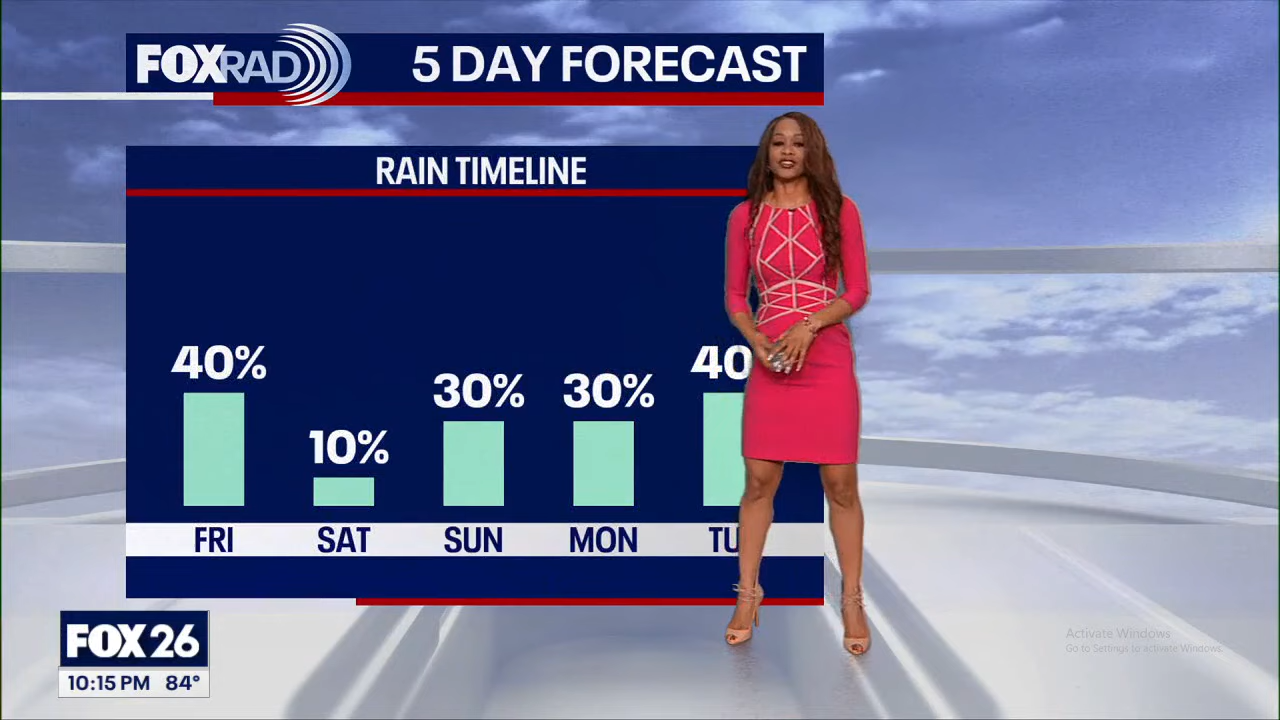 FOXRAD
5 DAY FORECAST
RAIN TIMELINE
40%
10%
30%
30%
40
FRI
SAT
SUN
MON
TU
FOX 26
10:15 PM 84°
Activate Windows
Go to Settings to activate Windows.